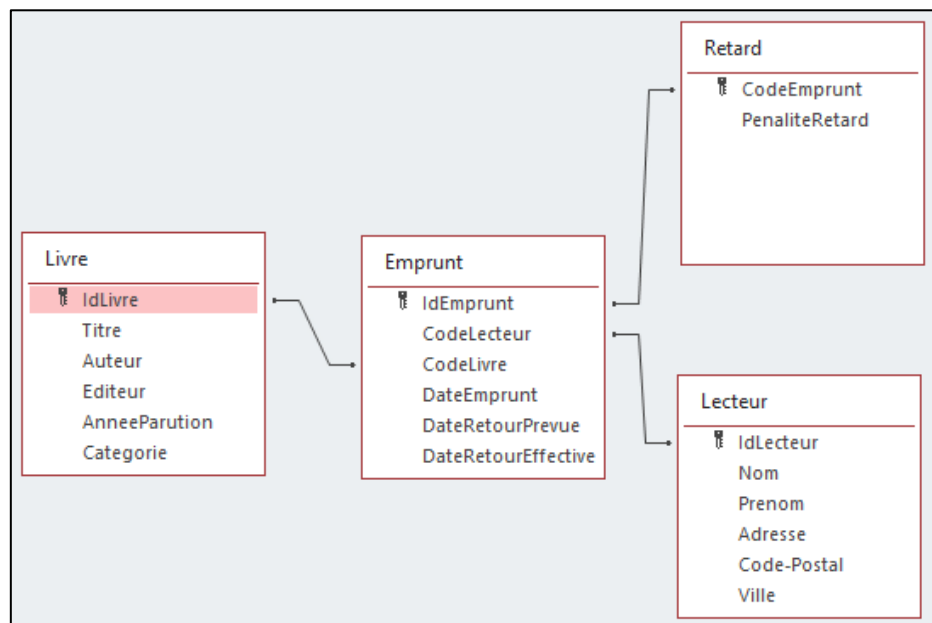 Retard
CodeEmprunt
PenaliteRetard
Livre
IdLivre
Titre
Auteur
Editeur
AnneeParution
Categorie
Emprunt
IdEmprunt
CodeLecteur
CodeLivre
DateEmprunt
DateRetourPrevue
DateRetourEffective
Lecteur
IdLecteur
Nom
Prenom
Adresse
Code-Postal
Ville